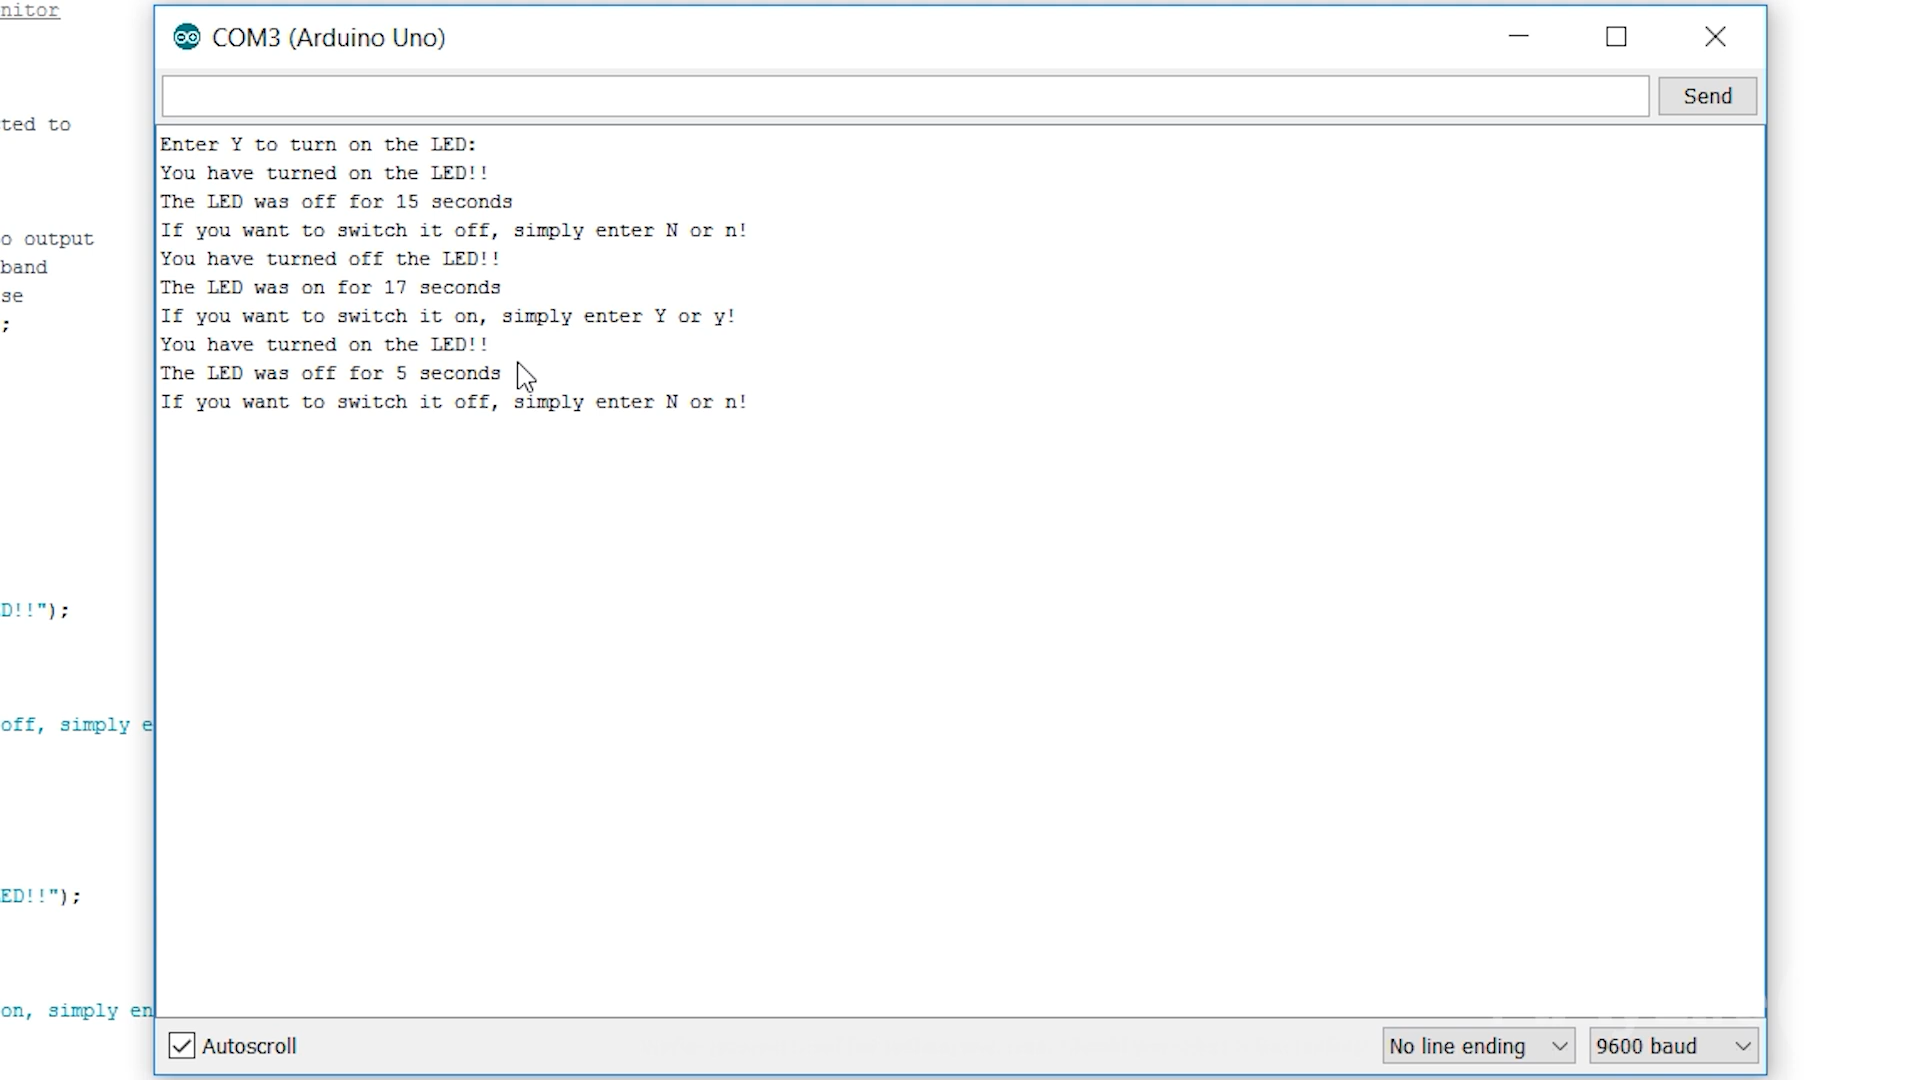 nitor
COM3 (Arduino Uno)
Send
ted to
Enter Y to turn on the LED:
You have turned on the LED!!
The LED was off for 15 seconds
If you want to switch it off, simply enter N or n!
o output
You have turned off the LED!!
band
The LED was on for 17 seconds
se
If you want to switch it on, simply enter Y or y!
;
You have turned on the LED!!
The LED was off for 5 seconds
If you want to switch it off, simply enter N or n!
D!!");
off, simply e
ED!!");
on, simply en
Autoscroll
No line ending
9600 baud